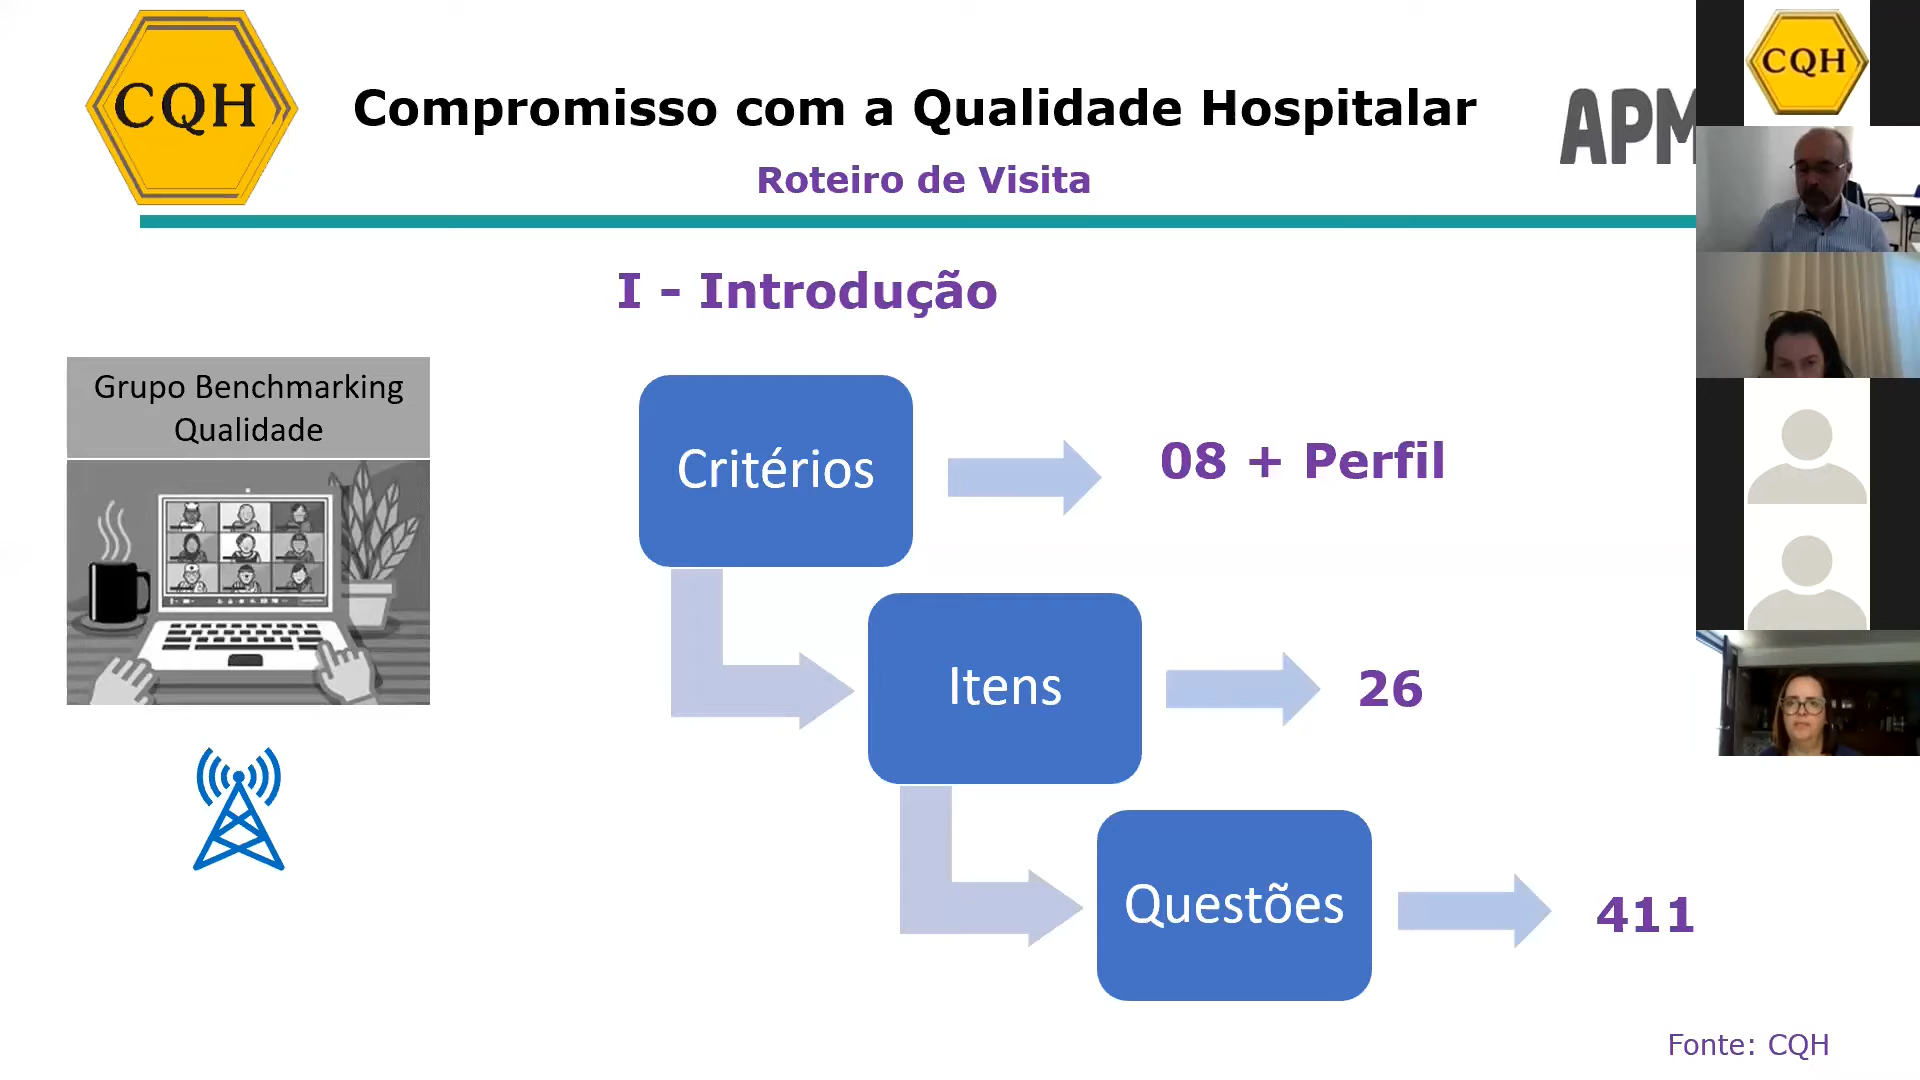 CQH
Compromisso com a Qualidade Hospitalar
APM
CQH
Roteiro de Visita
I - Introdução
Grupo Benchmarking
Qualidade
Critérios
08 + Perfil
Itens
26
Questões
411
Fonte: CQH